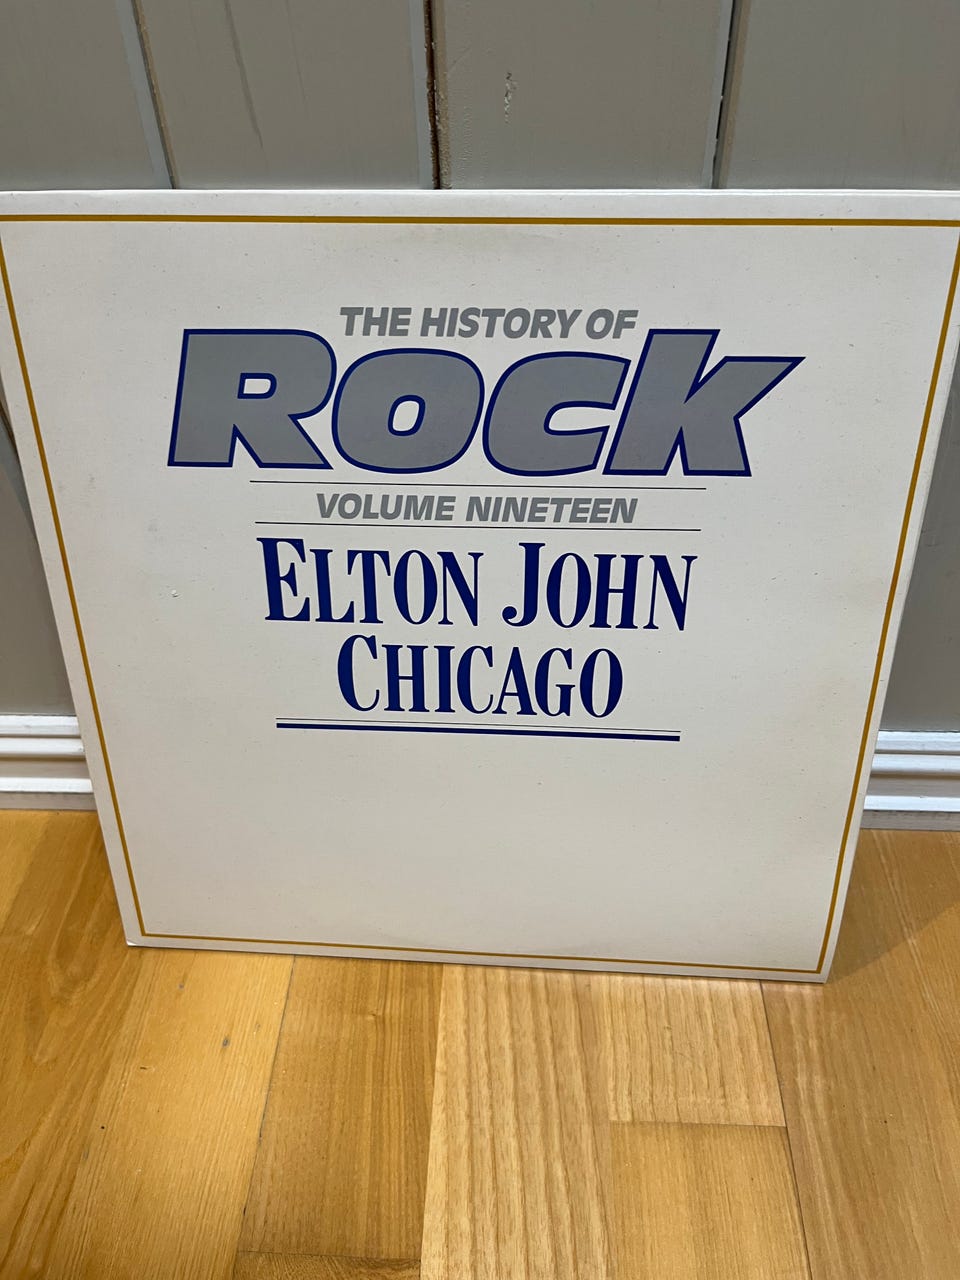 THE HISTORY OF
ROCK
VOLUME NINETEEN
ELTON JOHN
CHICAGO